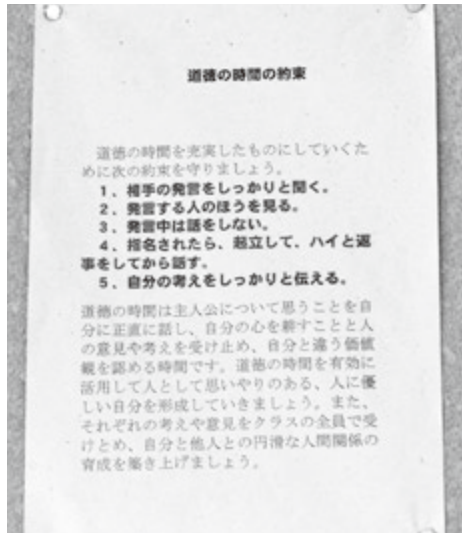 道徳の時間の約束
道徳の時間を充実したものにしていくた
めに次の約束を守りましょう。
1、相手の発言をしっかりと聞く。
2、発言する人のほうを見る。
3、発言中は話をしない。
4、指名されたら、起立して、ハイと返
事をしてから話す。
5、自分の考えをしっかりと伝える。
道徳の時間は主人公について思うことを自
分に正直に話し、自分の心を耕すことと人
の意見や考えを受け止め、自分と違う価値
観を認める時間です。道徳の時間を有効に
活用して人として思いやりのある、人に優
しい自分を形成していきましょう。また、
それぞれの考えや意見をクラスの全員で受
けとめ、自分と他人との円滑な人間関係の
育成を築き上げましょう。